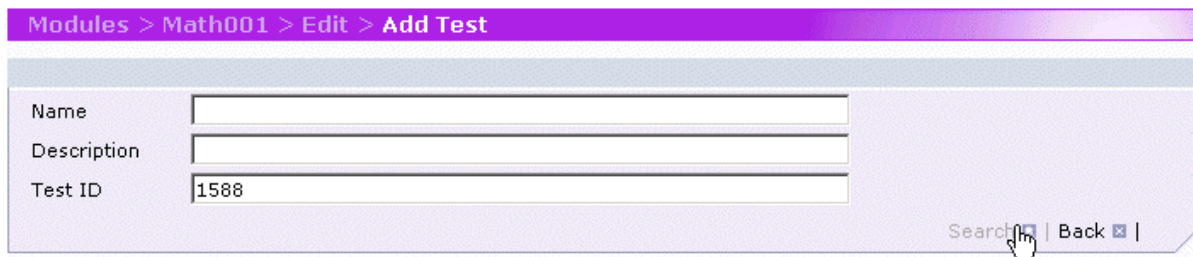 Modules > Math001 > Edit > Add Test
Name
Description
Test ID 1588
Search | Back |